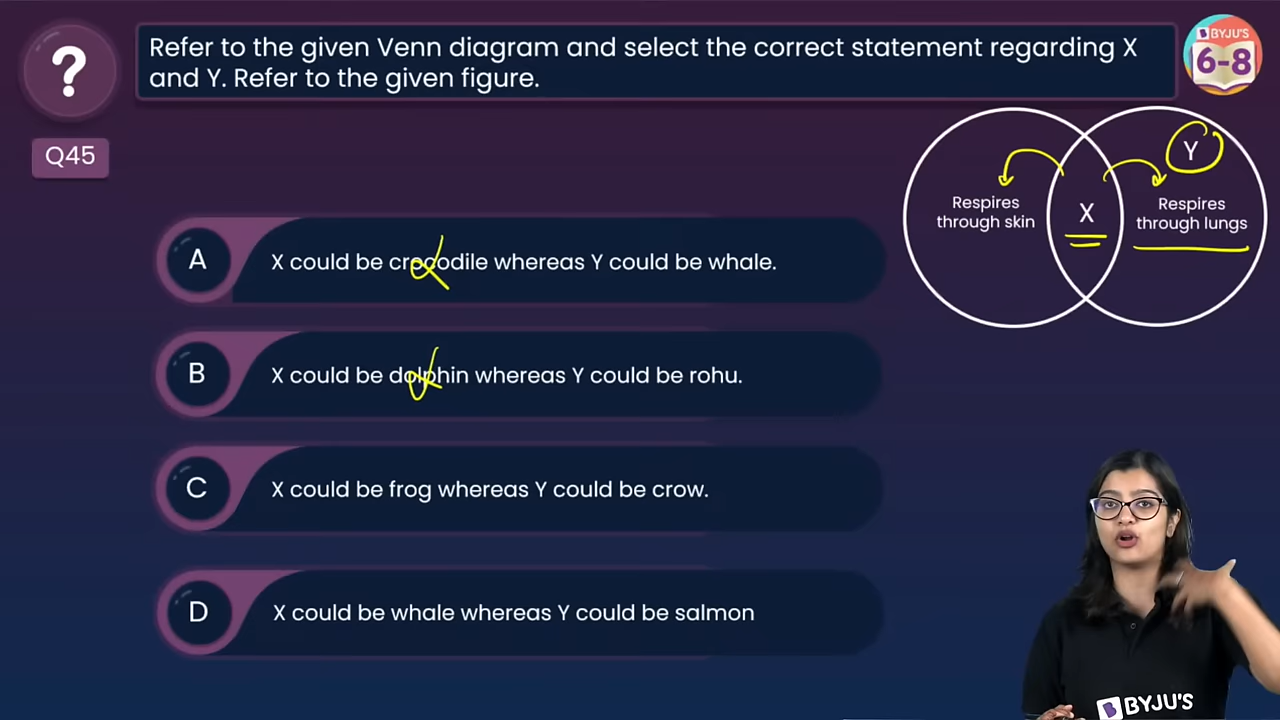 ?
Refer to the given Venn diagram and select the correct statement regarding X
and Y. Refer to the given figure.
BYJU'S
6-8
Q45
Y
Respires
through skin
X
Respires
through lungs
A
X could be crocodile whereas Y could be whale.
B
X could be dolphin whereas Y could be rohu.
C
X could be frog whereas Y could be crow.
D
X could be whale whereas Y could be salmon
BYJU'S